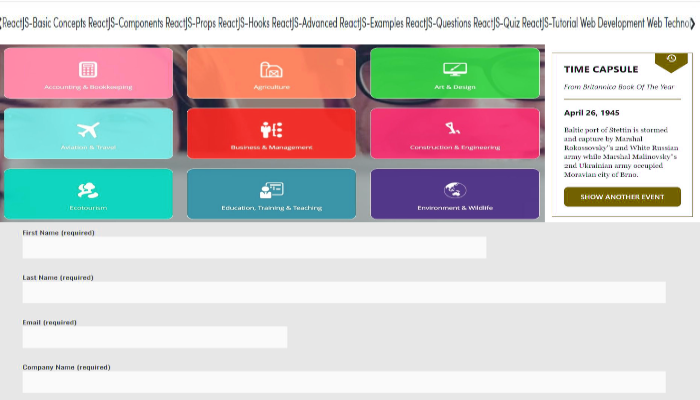 ReactJS-Basic Concepts ReactJS-Components ReactJS-Props ReactJS-Hooks ReactJS-Advanced ReactJS-Examples ReactJS-Questions ReactJS-Quiz ReactJS-Tutorial Web Development Web Techno
Accounting & Bookkeeping
Agriculture
Art & Design
Aviation & Travel
Business & Management
Construction & Engineering
Ecotourism
Education, Training & Teaching
Environment & Wildlife
TIME CAPSULE
From Britannica Book Of The Year
April 26, 1945
Baltic port of Stettin is stormed
and rapture by Marshal
Rokossovsky's 2nd White Russian
army while Marshal Malinovsky's
2nd Ukrainian army occupied
Moravian city of Brno.
SHOW ANOTHER EVENT
First Name (required)
Last Name (required)
Email (required)
Company Name (required)